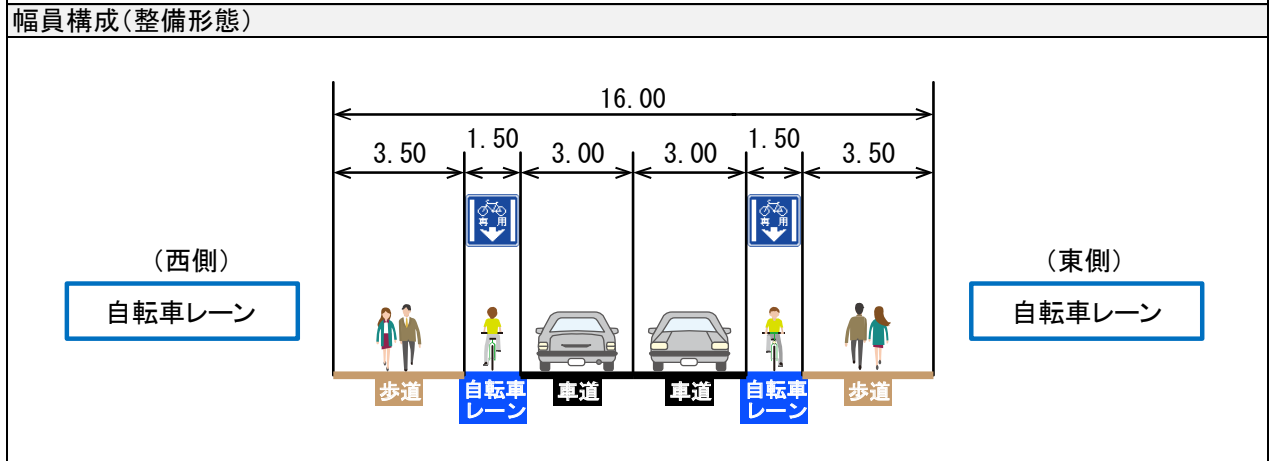 幅員構成(整備形態)
16.00
3.50
1.50
3.00
3.00
1.50
3.50
専用
専用
(西側)
自転車レーン
(東側)
自転車レーン
歩道
自転車
レーン
車道
車道
自転車
レーン
歩道